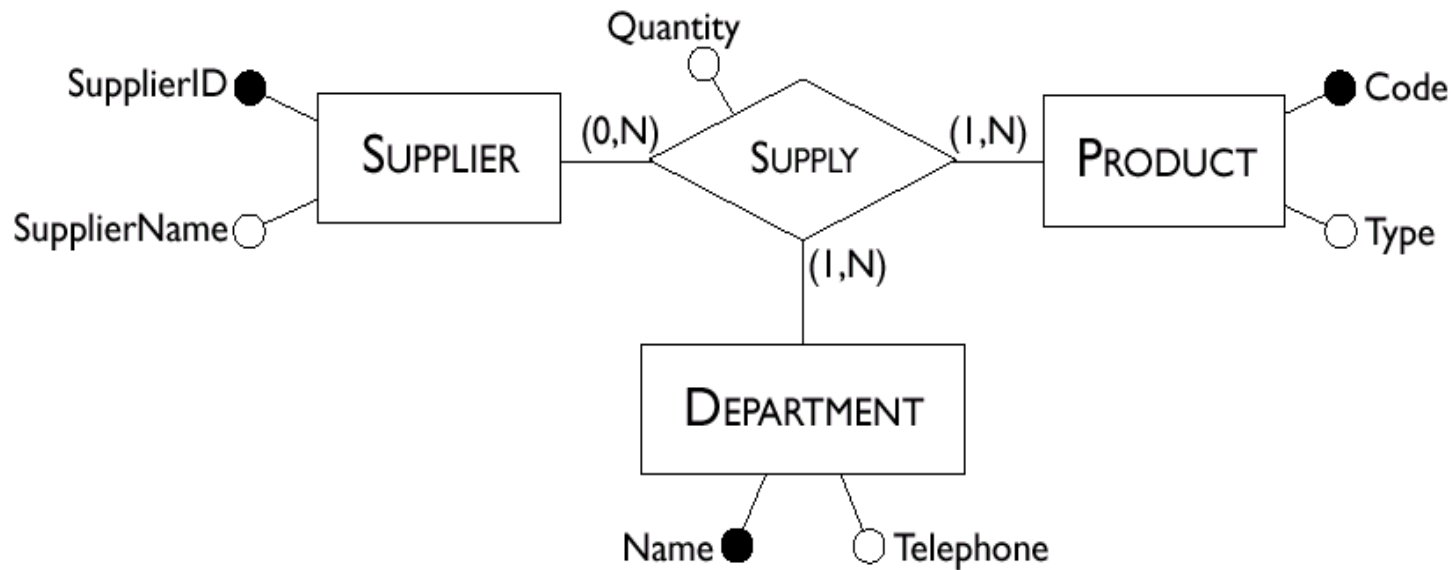 Quantity
SupplierID
Code
(0,N)
(1,N)
SUPPLIER
SUPPLY
PRODUCT
SupplierName
Type
(1,N)
DEPARTMENT
Name
Telephone